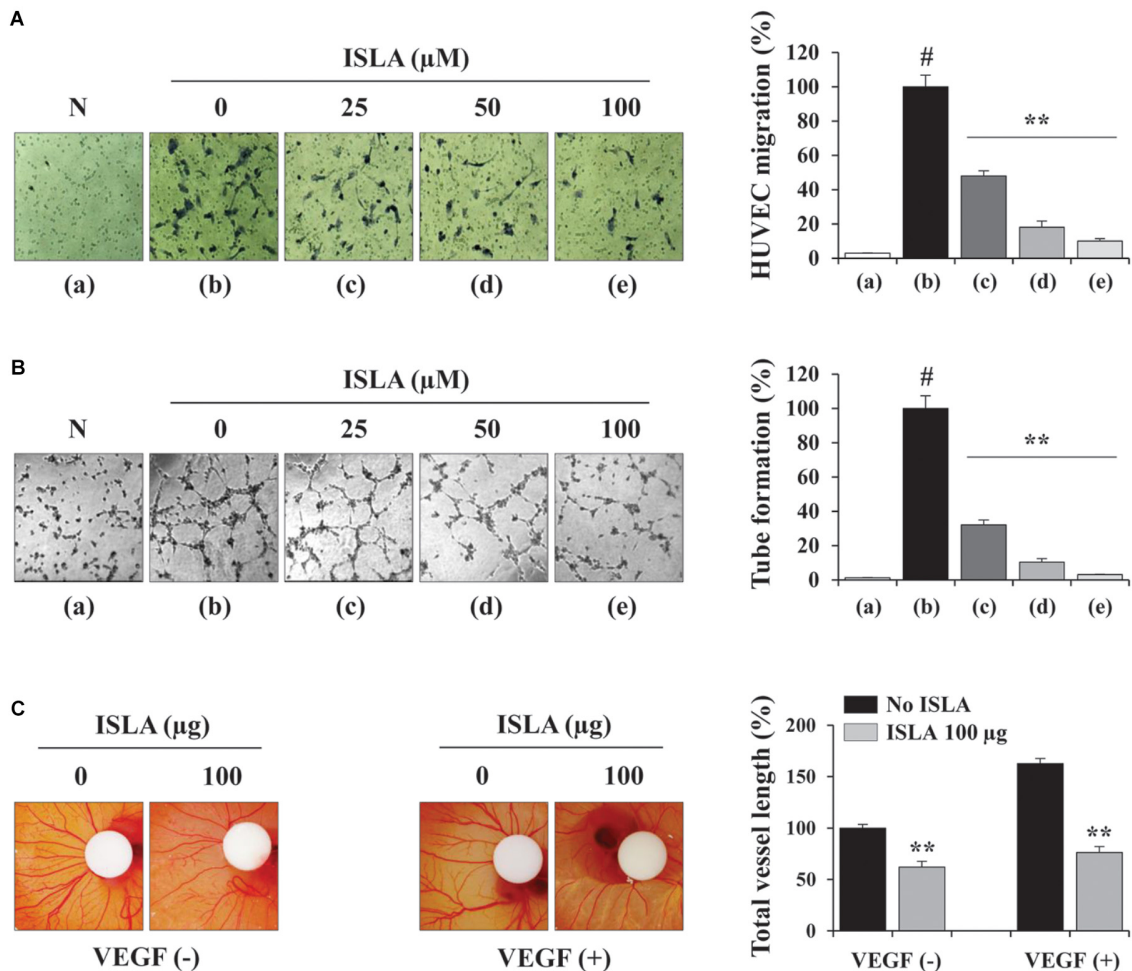 A
ISLA (µM)
N 0 25 50 100
(a) (b) (c) (d) (e)
HUVEC migration (%)
120
100
80
60
40
20
0
#
**
(a) (b) (c) (d) (e)
B
ISLA (µM)
N 0 25 50 100
(a) (b) (c) (d) (e)
Tube formation (%)
120
100
80
60
40
20
0
#
**
(a) (b) (c) (d) (e)
C
ISLA (µg)
0 100
VEGF (-)
ISLA (µg)
0 100
VEGF (+)
Total vessel length (%)
No ISLA
ISLA 100 µg
200
150
100
50
0
**
**
VEGF (-) VEGF (+)